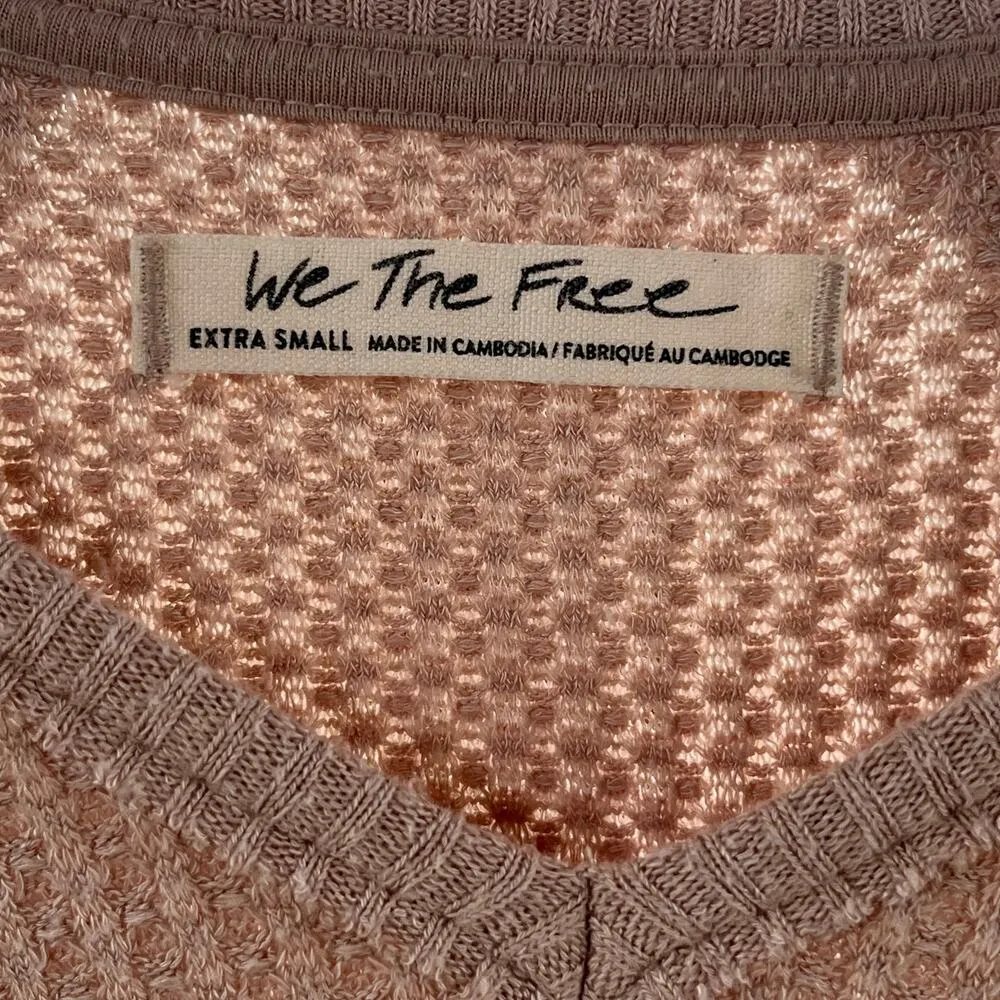 We The Free
EXTRA SMALL MADE IN CAMBODIA / FABRIQUÉ AU CAMBODGE